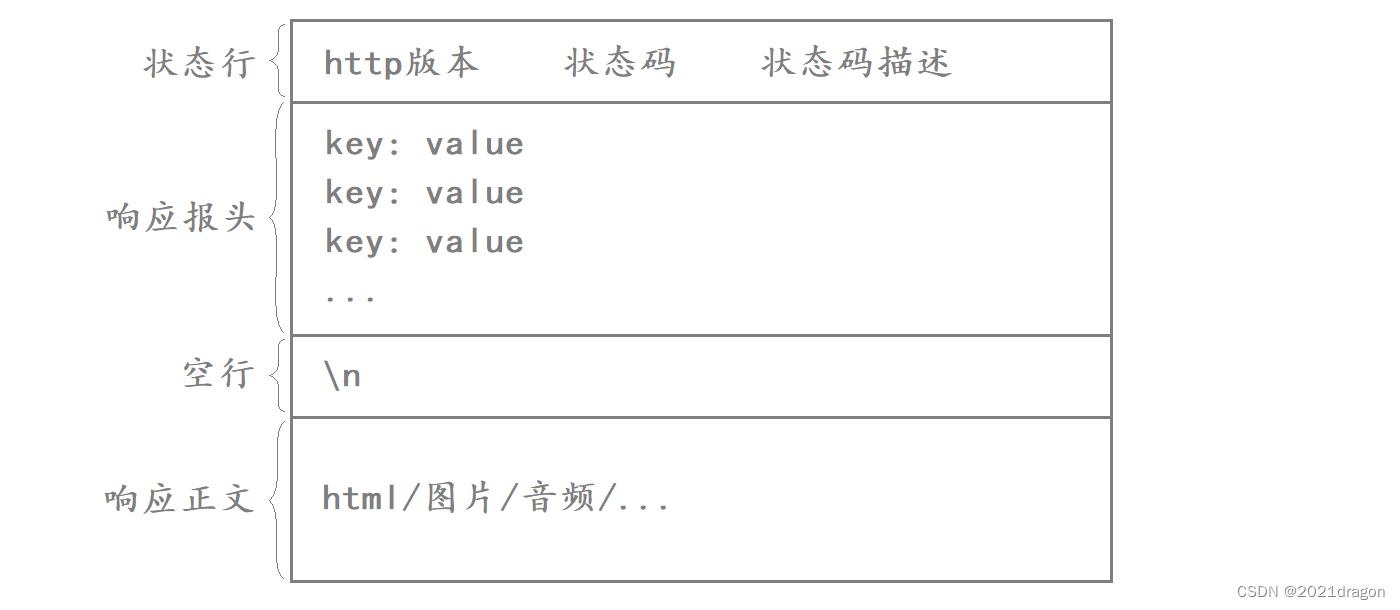 状态行 http版本 状态码 状态码描述
key: value
key: value
响应报头
key: value
...
空行 \n
响应正文 html/图片/音频/...
CSDN @2021dragon